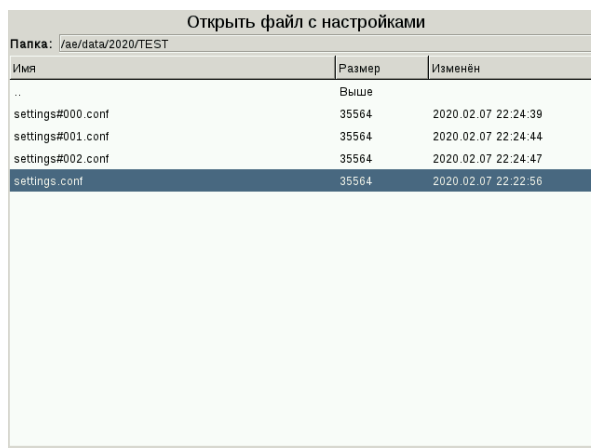 Открыть файл с настройками
Папка: /ae/data/2020/TEST
Имя Размер Изменён
.. Выше
settings#000.conf 35564 2020.02.07 22:24:39
settings#001.conf 35564 2020.02.07 22:24:44
settings#002.conf 35564 2020.02.07 22:24:47
settings.conf 35564 2020.02.07 22:22:56